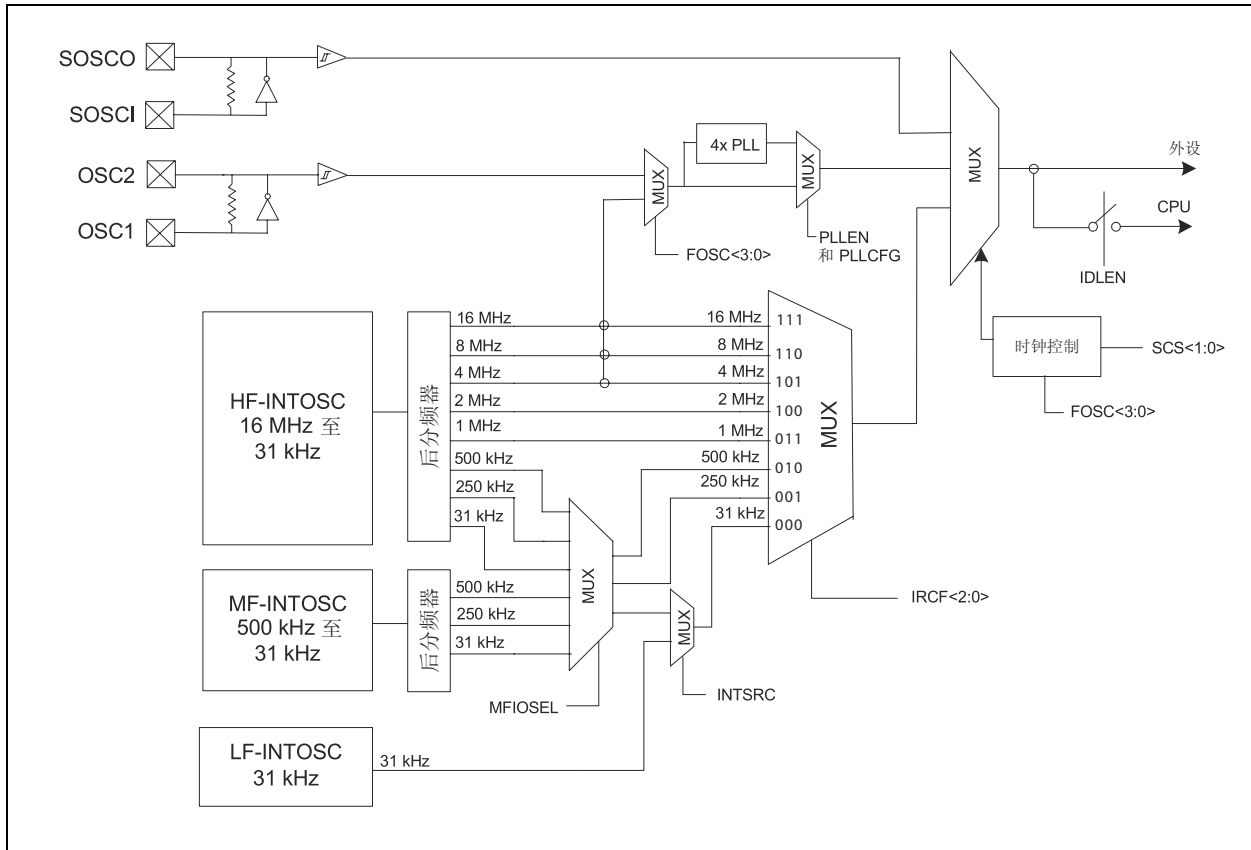 SOSCO
SOSCI
OSC2
OSC1
4x PLL
MUX
MUX
MUX
外设
CPU
IDLEN
FOSC<3:0>
PLLEN
和 PLLCFG
时钟控制
SCS<1:0>
FOSC<3:0>
HF-INTOSC
16 MHz 至
31 kHz
后分频器
16 MHz
8 MHz
4 MHz
2 MHz
1 MHz
500 kHz
250 kHz
31 kHz
16 MHz
8 MHz
4 MHz
2 MHz
1 MHz
500 kHz
250 kHz
31 kHz
111
110
101
100
011
010
001
000
MUX
IRCF<2:0>
MF-INTOSC
500 kHz 至
31 kHz
后分频器
500 kHz
250 kHz
31 kHz
MUX
MUX
MFIOSEL
INTSRC
LF-INTOSC
31 kHz
31 kHz